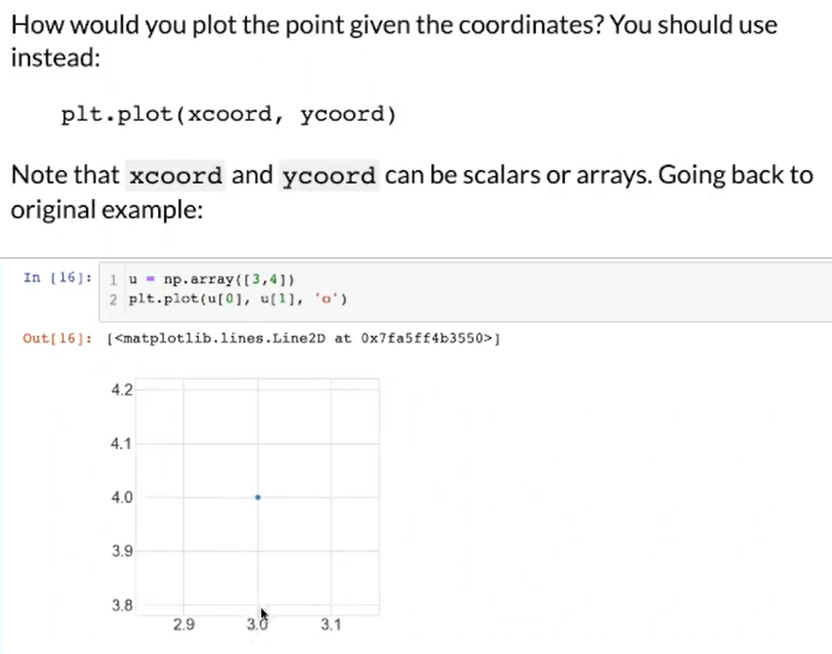 How would you plot the point given the coordinates? You should use
instead:
plt.plot(xcoord, ycoord)
Note that xcoord and ycoord can be scalars or arrays. Going back to
original example:
In [16]: 1 u = np.array([3,4])
2 plt.plot(u[0], u[1], 'o')
Out[16]: [<matplotlib.lines.Line2D at 0x7fa5ff4b3550>]
4.2
4.1
4.0
3.9
3.8
2.9 3.0 3.1